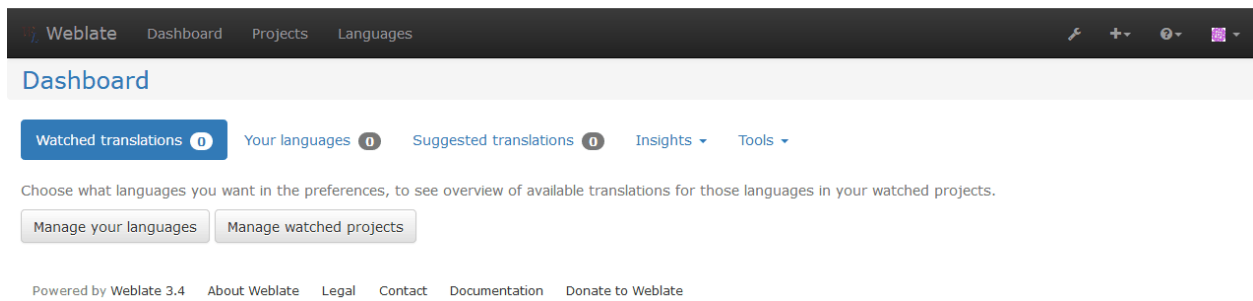 Weblate Dashboard Projects Languages
Dashboard
Watched translations 0 Your languages 0 Suggested translations 0 Insights Tools
Choose what languages you want in the preferences, to see overview of available translations for those languages in your watched projects.
Manage your languages Manage watched projects
Powered by Weblate 3.4 About Weblate Legal Contact Documentation Donate to Weblate